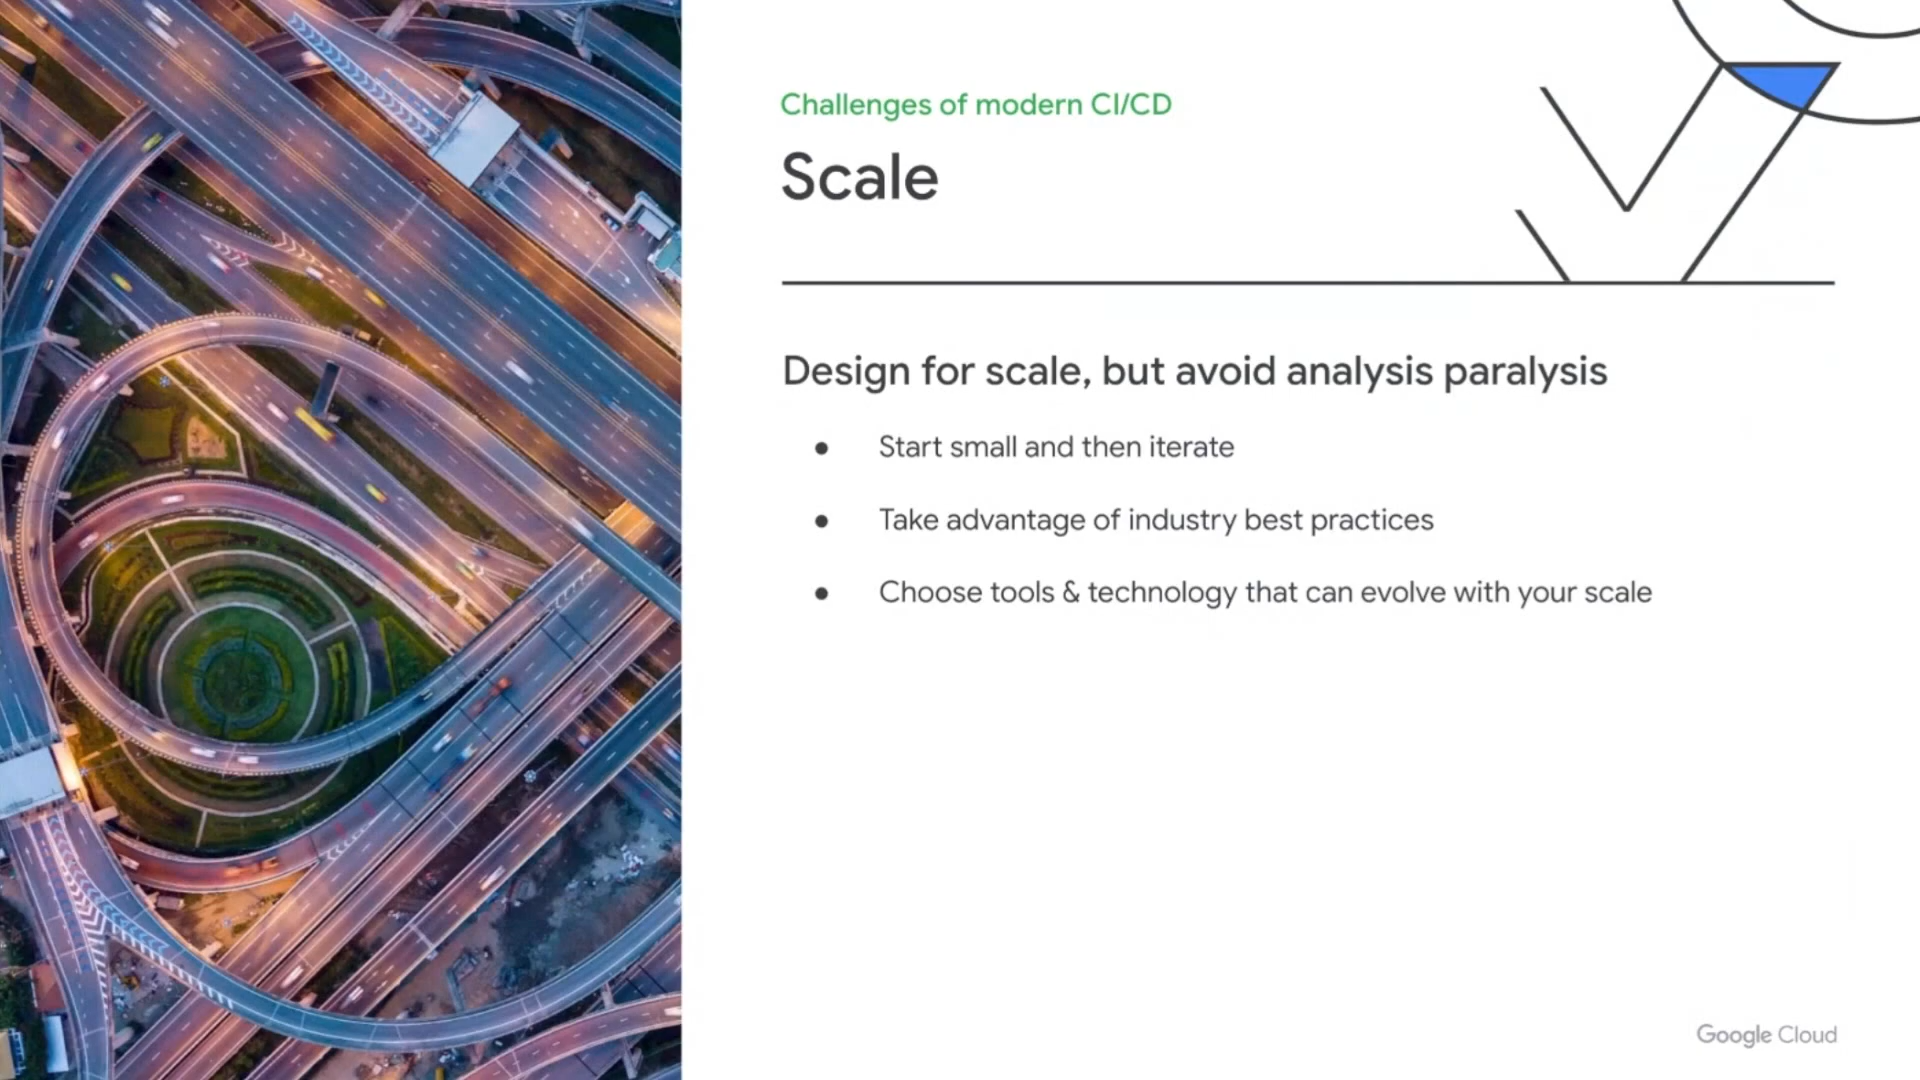 Challenges of modern CI/CD
Scale
Design for scale, but avoid analysis paralysis
● Start small and then iterate
● Take advantage of industry best practices
● Choose tools & technology that can evolve with your scale
Google Cloud